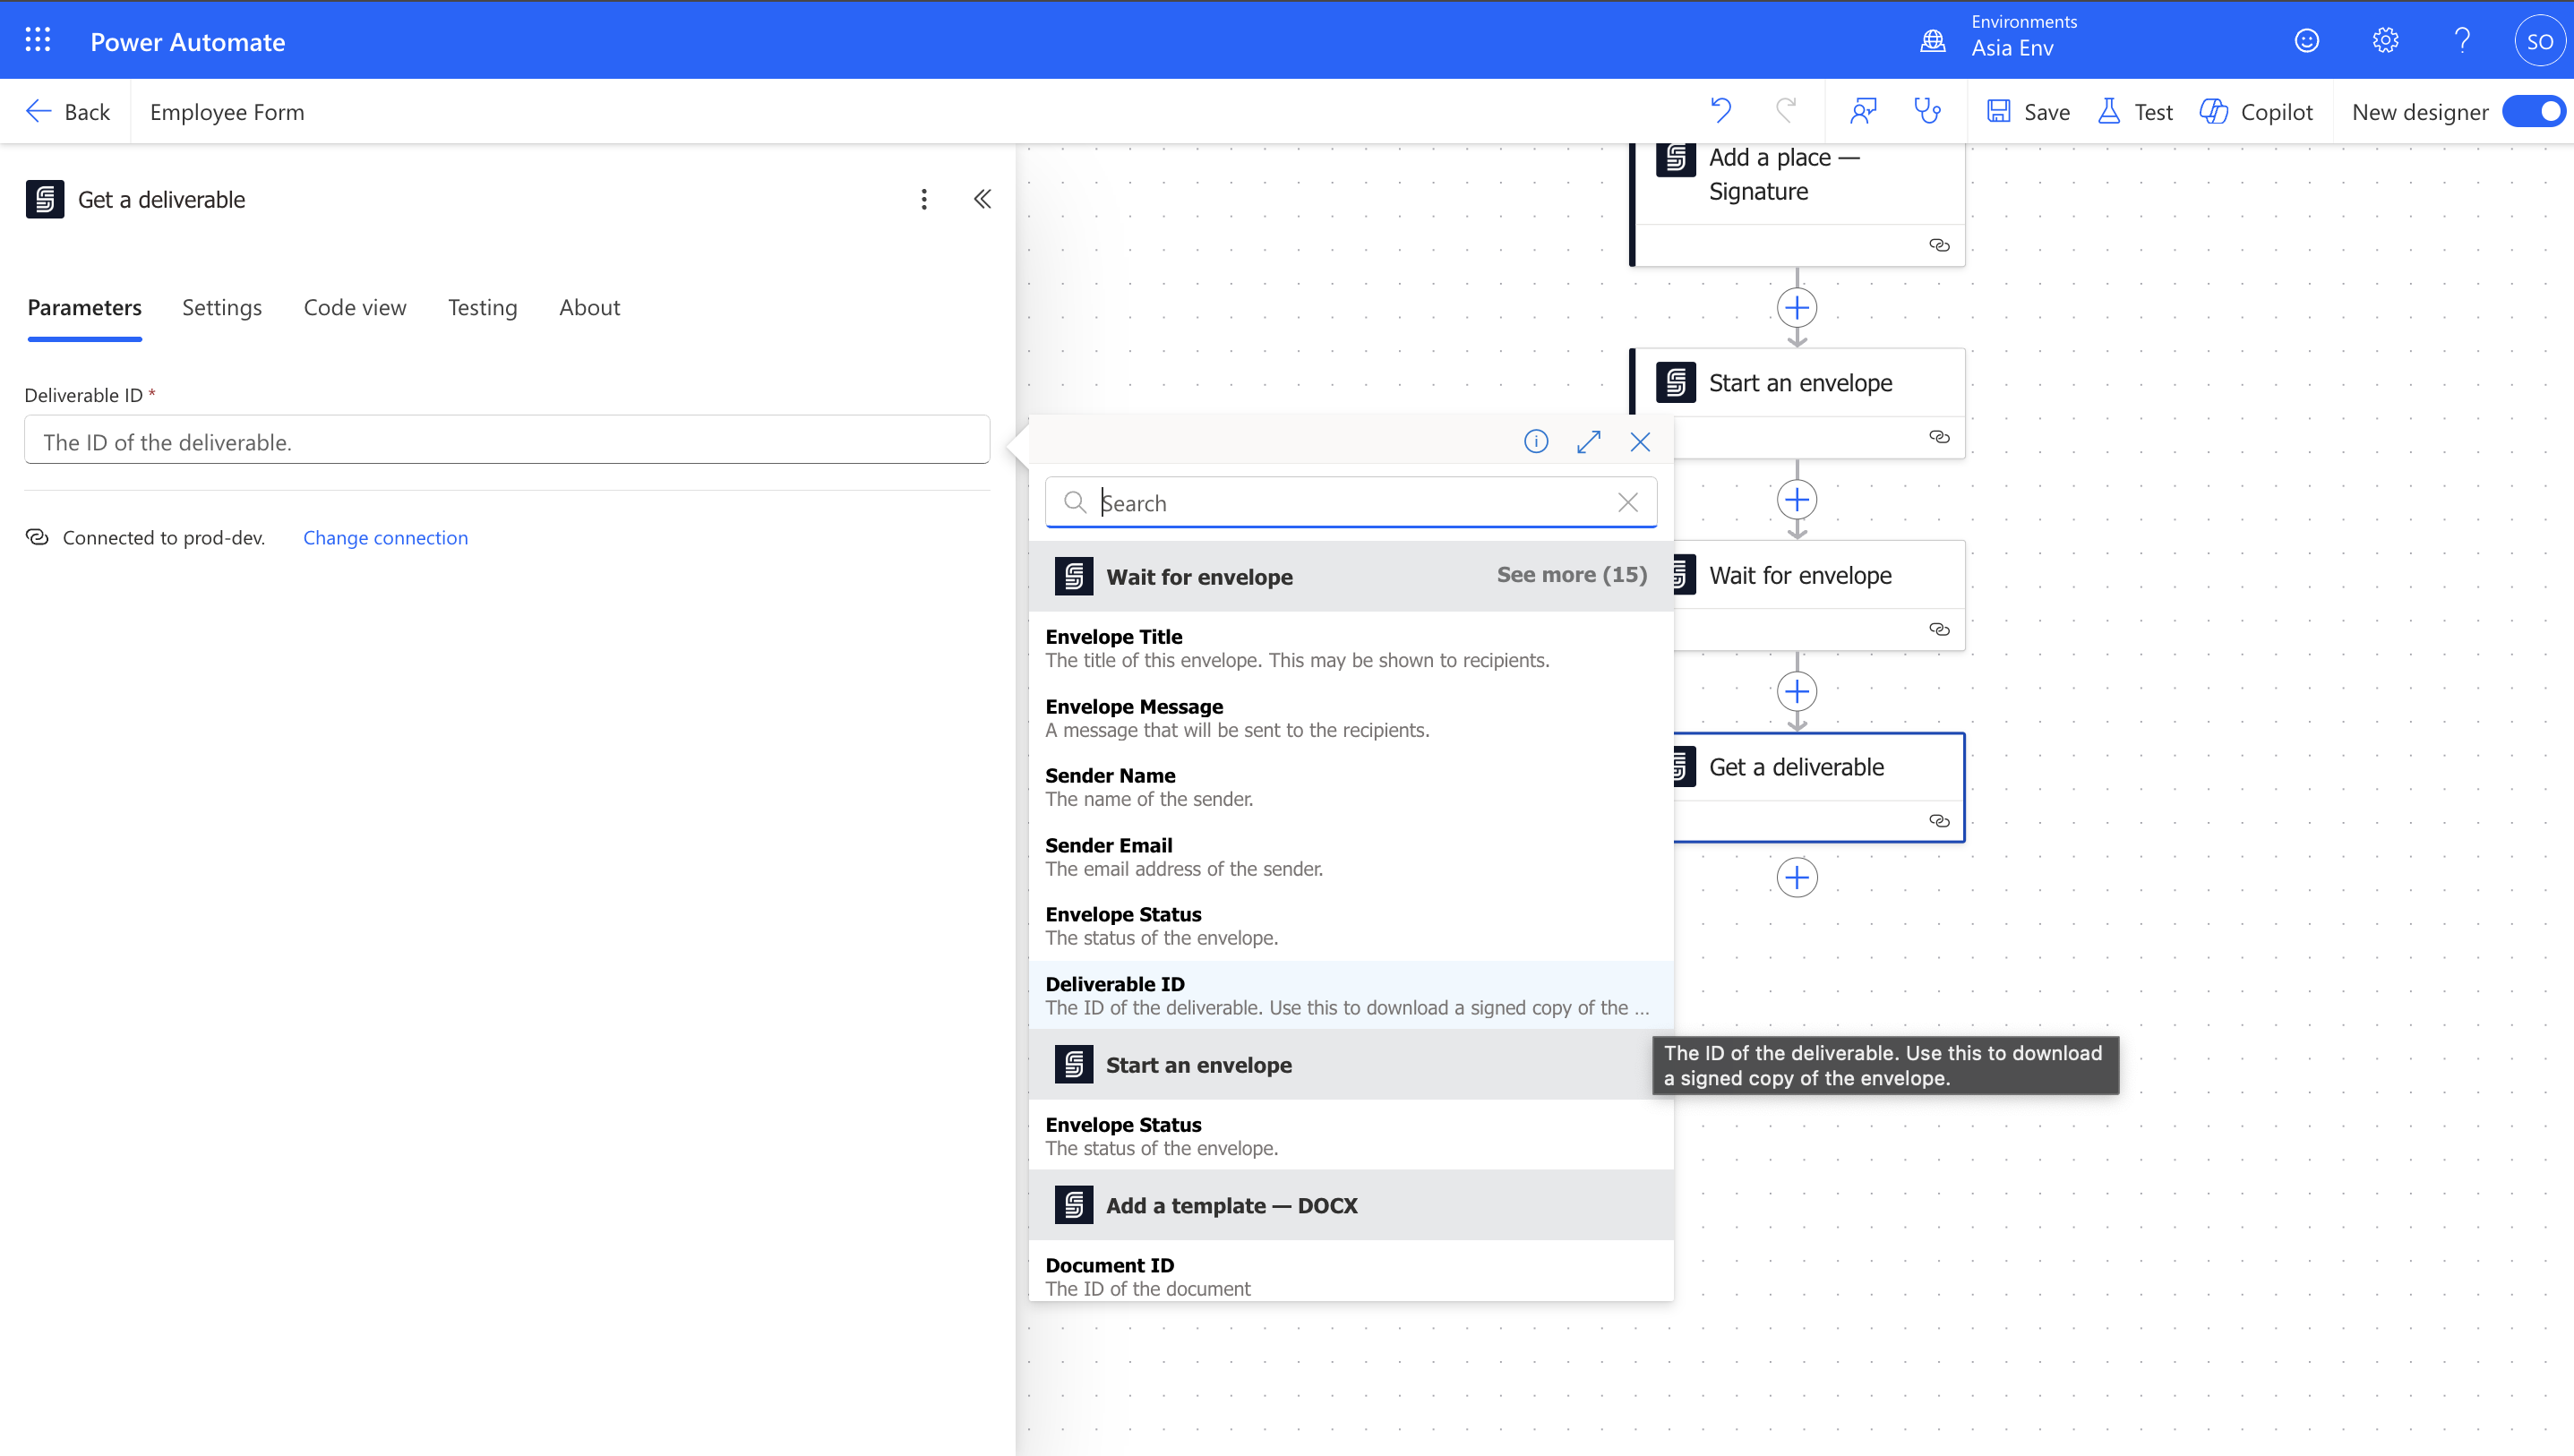 Power Automate
Environments
Asia Env
SO
Back
Employee Form
Save
Test
Copilot
New designer
Get a deliverable
Parameters
Settings
Code view
Testing
About
Deliverable ID *
The ID of the deliverable.
Connected to prod-dev.
Change connection
Add a place —
Signature
Start an envelope
Wait for envelope
Get a deliverable
Search
Wait for envelope
See more (15)
Envelope Title
The title of this envelope. This may be shown to recipients.
Envelope Message
A message that will be sent to the recipients.
Sender Name
The name of the sender.
Sender Email
The email address of the sender.
Envelope Status
The status of the envelope.
Deliverable ID
The ID of the deliverable. Use this to download a signed copy of the ...
Start an envelope
The ID of the deliverable. Use this to download
a signed copy of the envelope.
Envelope Status
The status of the envelope.
Add a template — DOCX
Document ID
The ID of the document